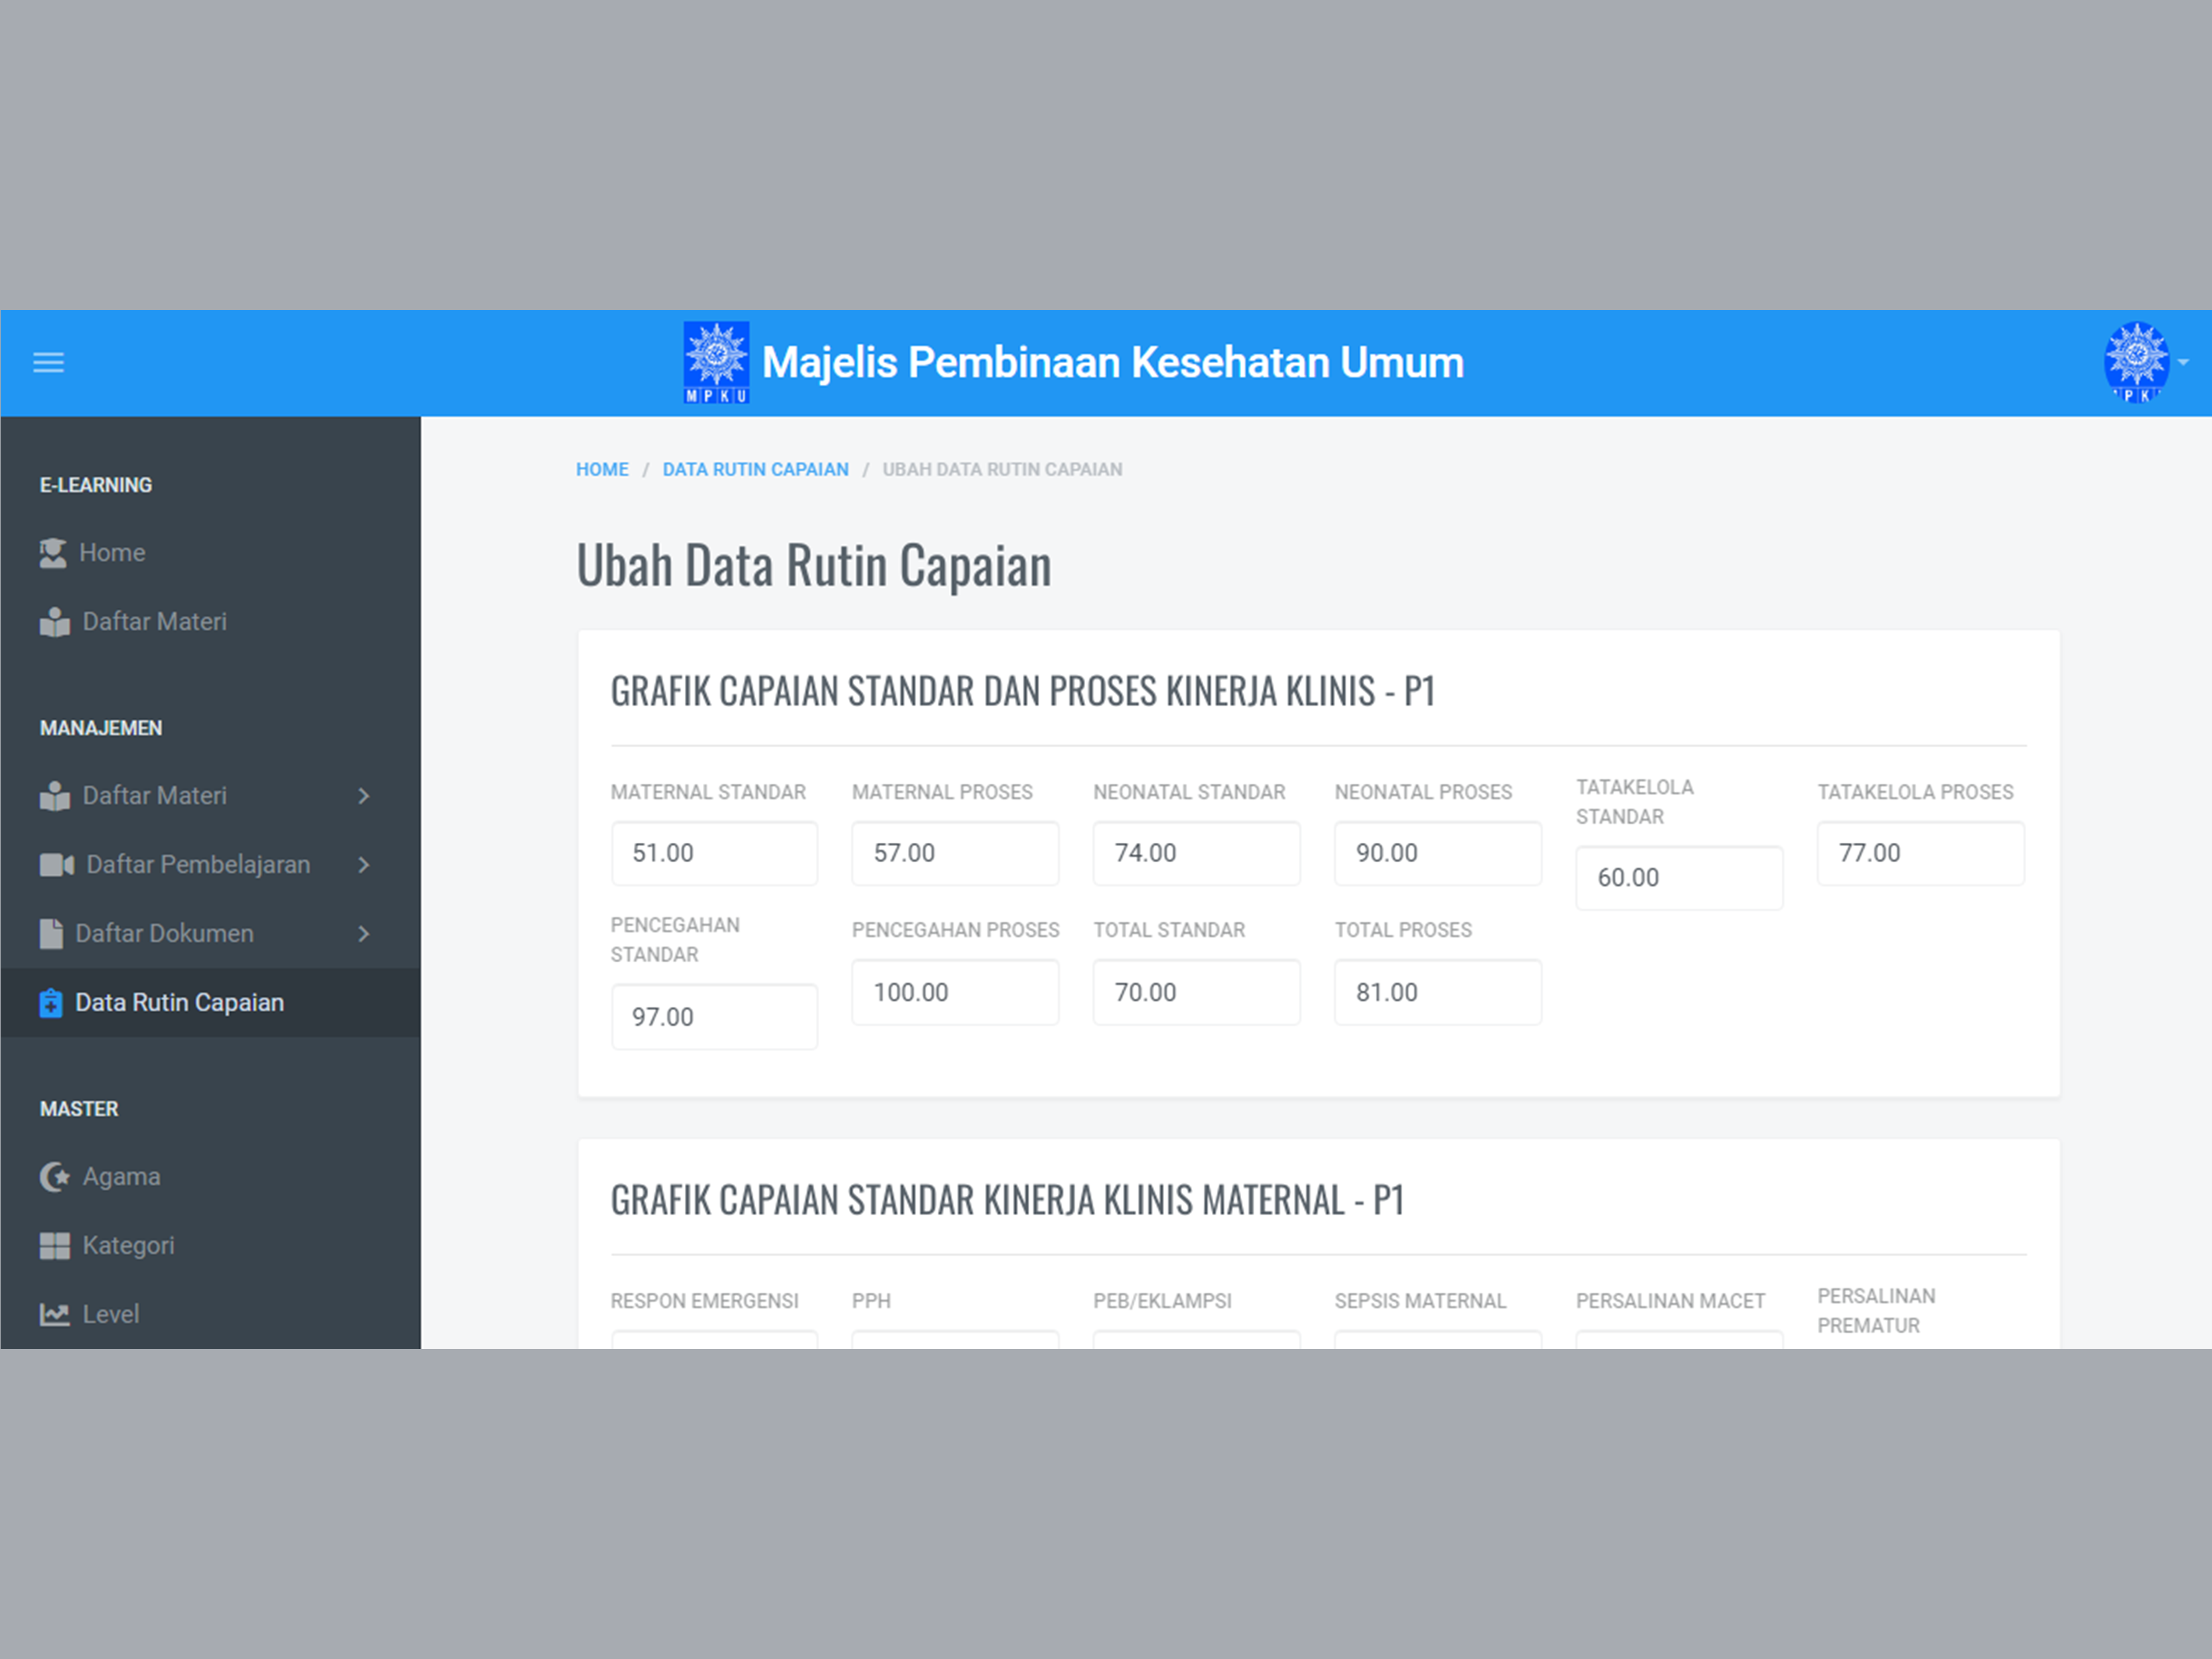 MPKU Majelis Pembinaan Kesehatan Umum
E-LEARNING
Home
Daftar Materi
MANAJEMEN
Daftar Materi
Daftar Pembelajaran
Daftar Dokumen
Data Rutin Capaian
MASTER
Agama
Kategori
Level
HOME / DATA RUTIN CAPAIAN / UBAH DATA RUTIN CAPAIAN
Ubah Data Rutin Capaian
GRAFIK CAPAIAN STANDAR DAN PROSES KINERJA KLINIS - P1
MATERNAL STANDAR
51.00
MATERNAL PROSES
57.00
NEONATAL STANDAR
74.00
NEONATAL PROSES
90.00
TATAKELOLA
STANDAR
60.00
TATAKELOLA PROSES
77.00
PENCEGAHAN
STANDAR
97.00
PENCEGAHAN PROSES
100.00
TOTAL STANDAR
70.00
TOTAL PROSES
81.00
GRAFIK CAPAIAN STANDAR KINERJA KLINIS MATERNAL - P1
RESPON EMERGENSI
PPH
PEB/EKLAMPSI
SEPSIS MATERNAL
PERSALINAN MACET
PERSALINAN
PREMATUR